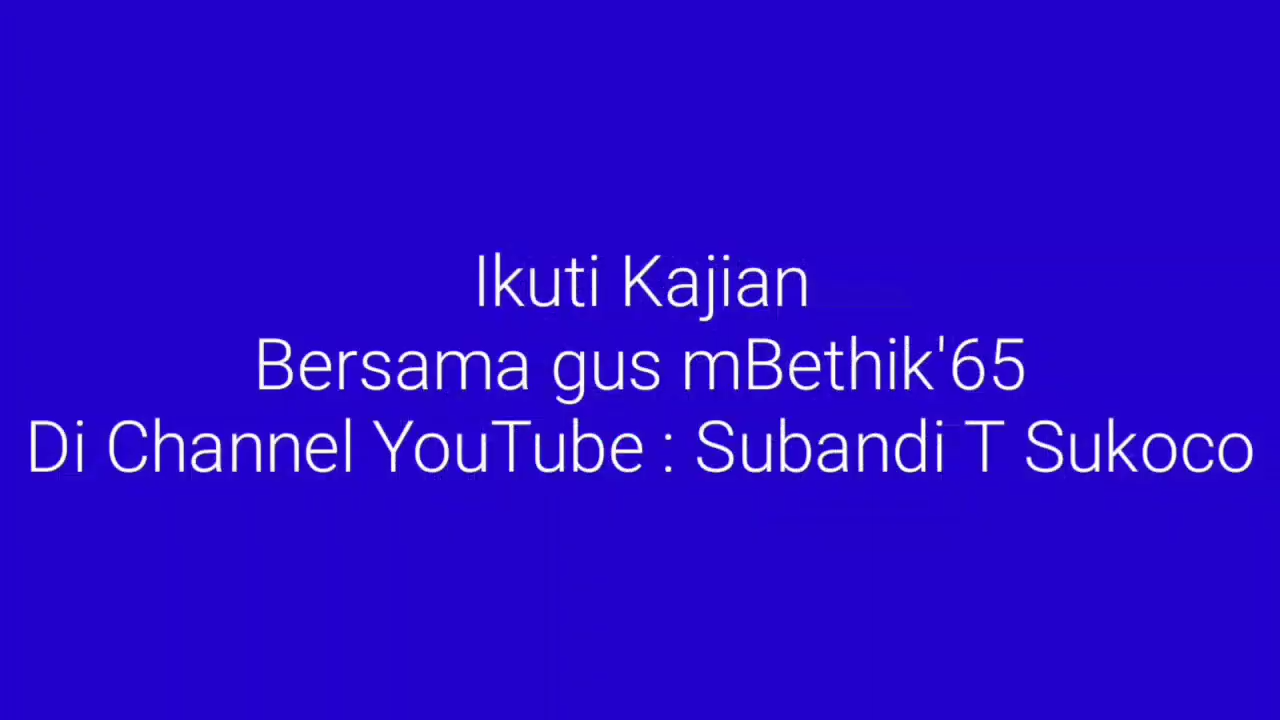 Ikuti Kajian
Bersama gus mBethik'65
Di Channel YouTube : Subandi T Sukoco